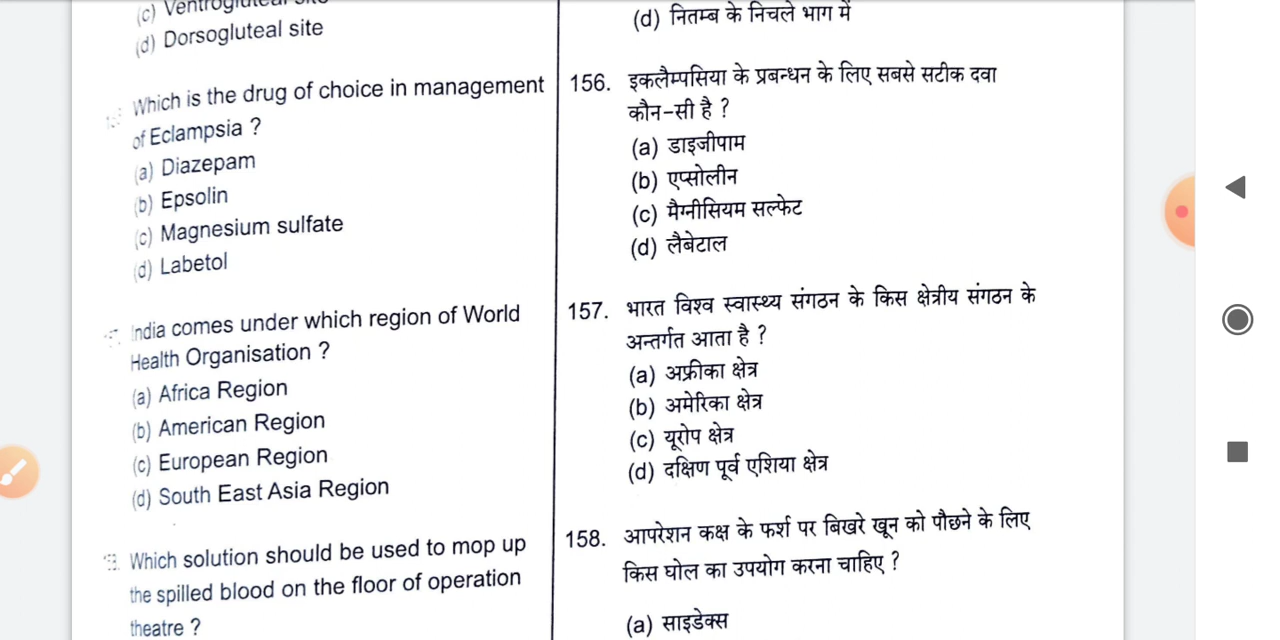 (c) Ventrogluteal site
(d) Dorsogluteal site
Which is the drug of choice in management
of Eclampsia ?
(a) Diazepam
(b) Epsolin
(c) Magnesium sulfate
(d) Labetol
India comes under which region of World
Health Organisation ?
(a) Africa Region
(b) American Region
(c) European Region
(d) South East Asia Region
Which solution should be used to mop up
the spilled blood on the floor of operation
theatre ?
(d) नितम्ब के निचले भाग में
156. इकलैम्पसिया के प्रबन्धन के लिए सबसे सटीक दवा
कौन-सी है ?
(a) डाइजीपाम
(b) एप्सोलीन
(c) मैग्नीसियम सल्फेट
(d) लैबेटाल
157. भारत विश्व स्वास्थ्य संगठन के किस क्षेत्रीय संगठन के
अन्तर्गत आता है ?
(a) अफ्रीका क्षेत्र
(b) अमेरिका क्षेत्र
(c) यूरोप क्षेत्र
(d) दक्षिण पूर्व एशिया क्षेत्र
158. आपरेशन कक्ष के फर्श पर बिखरे खून को पौछने के लिए
किस घोल का उपयोग करना चाहिए ?
(a) साइडेक्स